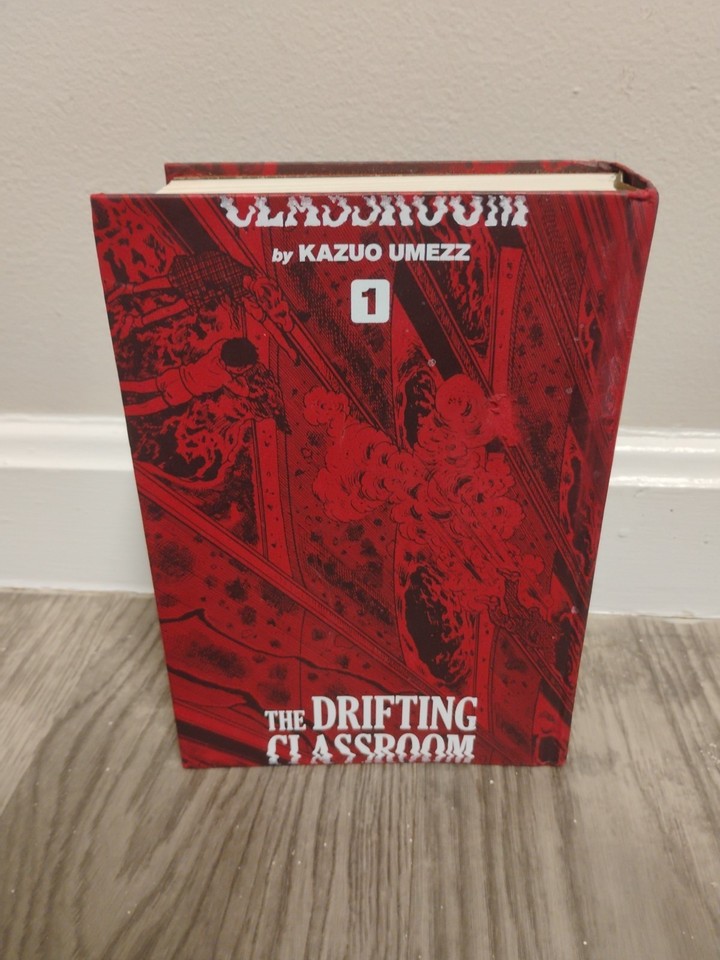 CLASSROOM
by KAZUO UMEZZ
1
THE DRIFTING
CLASSROOM